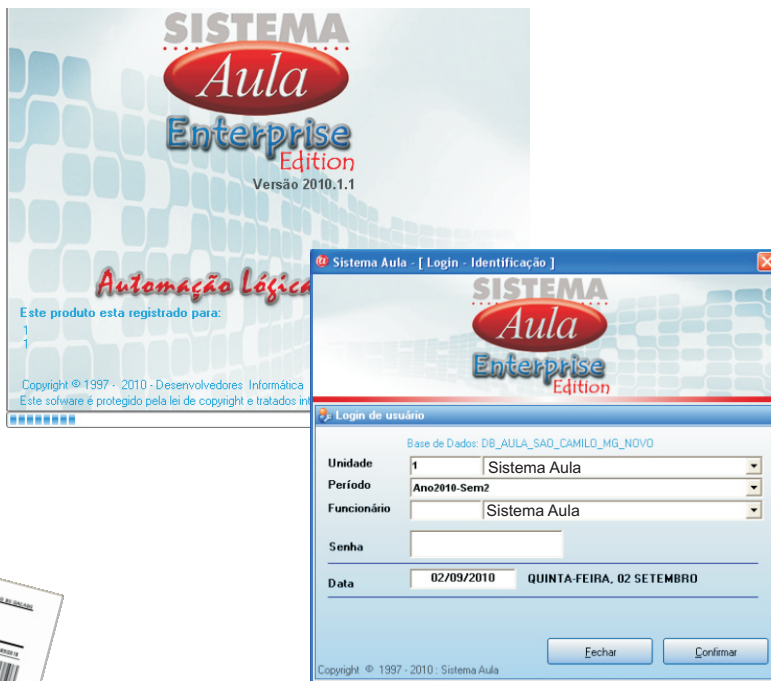 SISTEMA
Aula
Enterprise
Edition
Versão 2010.1.1
Automação Lógica
Este produto esta registrado para:
1
1
Copyright © 1997 - 2010 - Desenvolvedores Informática
Este sofware é protegido pela lei de copyright e tratados in
Sistema Aula - [ Login - Identificação ]
SISTEMA
Aula
Enterprise
Edition
Login de usuário
Base de Dados: DB_AULA_SAO_CAMILO_MG_NOVO
Unidade 1 Sistema Aula
Período Ano2010-Sem2
Funcionário Sistema Aula
Senha
Data 02/09/2010 QUINTA-FEIRA, 02 SETEMBRO
Fechar Confirmar
Copyright © 1997 - 2010 : Sistema Aula